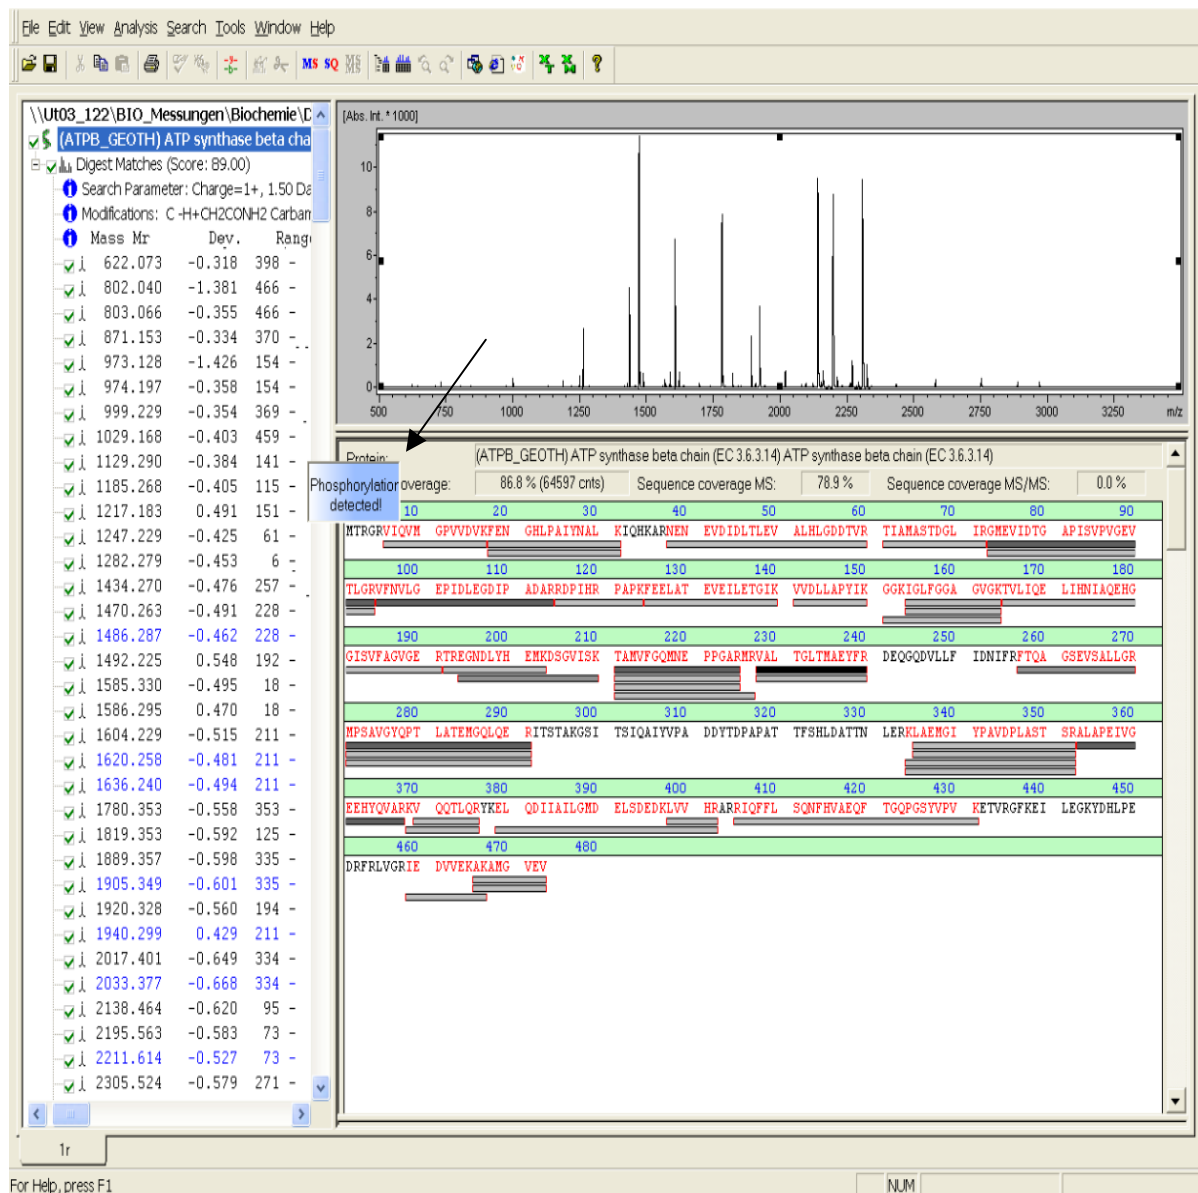 File Edit View Analysis Search Tools Window Help
MS SQ MS MS
\\Ut03_122\BIO_Messungen\Biochemie\D
(ATPB_GEOTH) ATP synthase beta cha
Digest Matches (Score: 89.00)
Search Parameter: Charge=1+, 1.50 Da
Modifications: C -H+CH2CONH2 Carbam
Mass Mr Dev. Rang
622.073 -0.318 398 -
802.040 -1.381 466 -
803.066 -0.355 466 -
871.153 -0.334 370 -
973.128 -1.426 154 -
974.197 -0.358 154 -
999.229 -0.354 369 -
1029.168 -0.403 459 -
1129.290 -0.384 141 -
1185.268 -0.405 115 -
1217.183 0.491 151 -
1247.229 -0.425 61 -
1282.279 -0.453 6 -
1434.270 -0.476 257 -
1470.263 -0.491 228 -
1486.287 -0.462 228 -
1492.225 0.548 192 -
1585.330 -0.495 18 -
1586.295 0.470 18 -
1604.229 -0.515 211 -
1620.258 -0.481 211 -
1636.240 -0.494 211 -
1780.353 -0.558 353 -
1819.353 -0.592 125 -
1889.357 -0.598 335 -
1905.349 -0.601 335 -
1920.328 -0.560 194 -
1940.299 0.429 211 -
2017.401 -0.649 334 -
2033.377 -0.668 334 -
2138.464 -0.620 95 -
2195.563 -0.583 73 -
2211.614 -0.527 73 -
2305.524 -0.579 271 -
[Abs. Int. * 1000]
10
8
6
4
2
0
500 750 1000 1250 1500 1750 2000 2250 2500 2750 3000 3250 m/z
Phosphorylation
detected!
Protein: (ATPB_GEOTH) ATP synthase beta chain (EC 3.6.3.14) ATP synthase beta chain (EC 3.6.3.14)
overage: 86.8 % (64597 cnts) Sequence coverage MS: 78.9 % Sequence coverage MS/MS: 0.0 %
10 20 30 40 50 60 70 80 90
MTRGRVIQVM GPVVDVKFEN GHLPAIYNAL KIQHKARNEN EVDIDLTLEV ALHLGDDTVR TIAMASTDGL IRGMEVIDTG APISVPVGEV
100 110 120 130 140 150 160 170 180
TLGRVFNVLG EPIDLEGDIP ADARRDPIHR PAPKFEELAT EVEILETGIK VVDLLAPYIK GGKIGLFGGA GVGKTVLIQE LIHNIAQEHG
190 200 210 220 230 240 250 260 270
GISVFAGVGE RTREGNDLYH EMKDSGVISK TAMVFGQMNE PPGARMRVAL TGLTMAEYFR DEQGQDVLLF IDNIFRFTQA GSEVSALLGR
280 290 300 310 320 330 340 350 360
MPSAVGYQPT LATEMGQLQE RITSTAKGSI TSIQAIYVPA DDYTDPAPAT TFSHLDATTN LERKLAEMGI YPAVDPLAST SRALAPEIVG
370 380 390 400 410 420 430 440 450
EEHYQVARKV QQTLQRYKEL QDIIAILGMD ELSDEDKLVV HRARRIQFFL SQNFHVAEQF TGQPGSYVPV KETVRGFKEI LEGKYDHLPE
460 470 480
DRFRLVGRIE DVVEKAKAMG VEV
1r
For Help, press F1
NUM